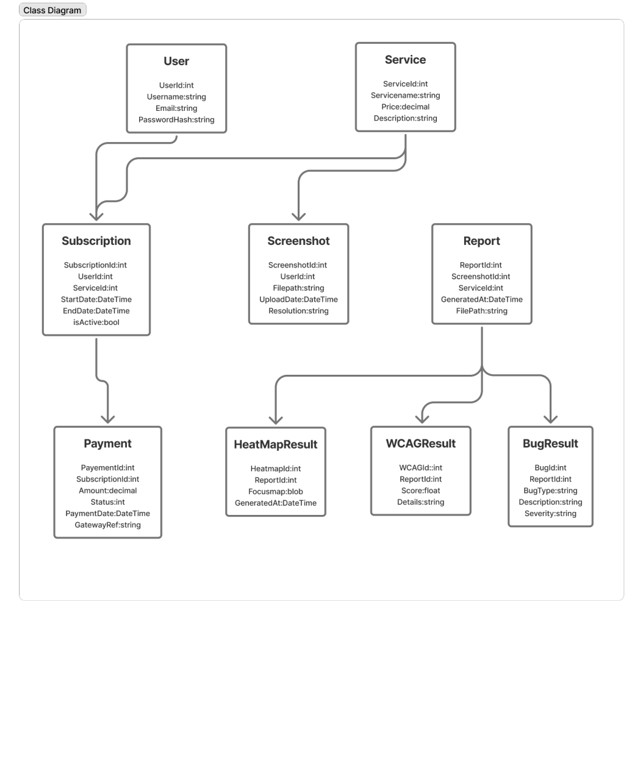 Class Diagram
User
UserId:int
Username:string
Email:string
PasswordHash:string
Service
ServiceId:int
Servicename:string
Price:decimal
Description:string
Subscription
SubscriptionId:int
UserId:int
ServiceId:int
StartDate:DateTime
EndDate:DateTime
isActive:bool
Screenshot
ScreenshotId:int
UserId:int
Filepath:string
UploadDate:DateTime
Resolution:string
Report
ReportId:int
ScreenshotId:int
ServiceId:int
GeneratedAt:DateTime
FilePath:string
Payment
PayementId:int
SubscriptionId:int
Amount:decimal
Status:int
PaymentDate:DateTime
GatewayRef:string
HeatMapResult
HeatmapId:int
ReportId:int
Focusmap:blob
GeneratedAt:DateTime
WCAGResult
WCAGId::int
ReportId:int
Score:float
Details:string
BugResult
BugId:int
ReportId:int
BugType:string
Description:string
Severity:string